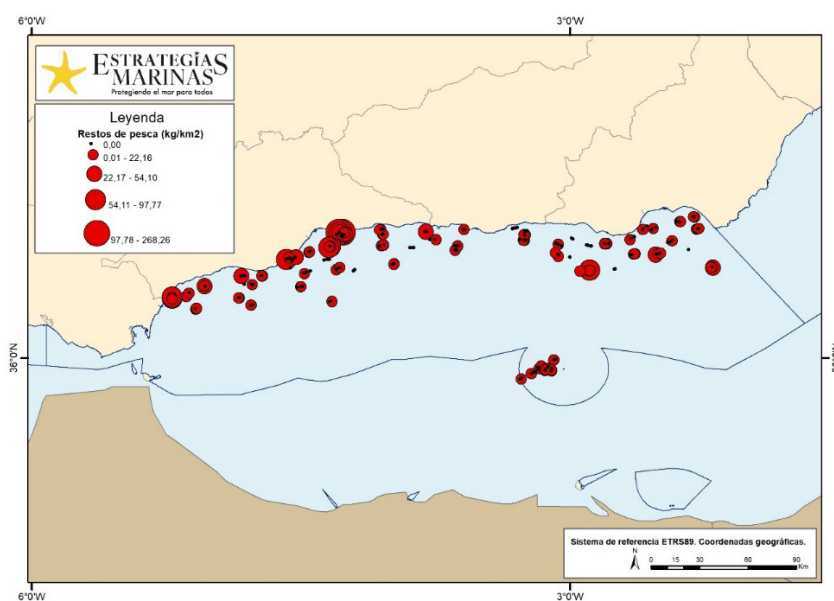 6°0'W
3°0'W
ESTRATEGIAS
MARINAS
Protegiendo el mar para todos
Leyenda
Restos de pesca (kg/km2)
0,00
0,01 - 22,16
22,17 - 54,10
54,11 - 97,77
97,78 - 268,26
36°0'N
Sistema de referencia ETRS89. Coordenadas geográficas.
N
0 15 30 60 90
Km
6°0'W
3°0'W